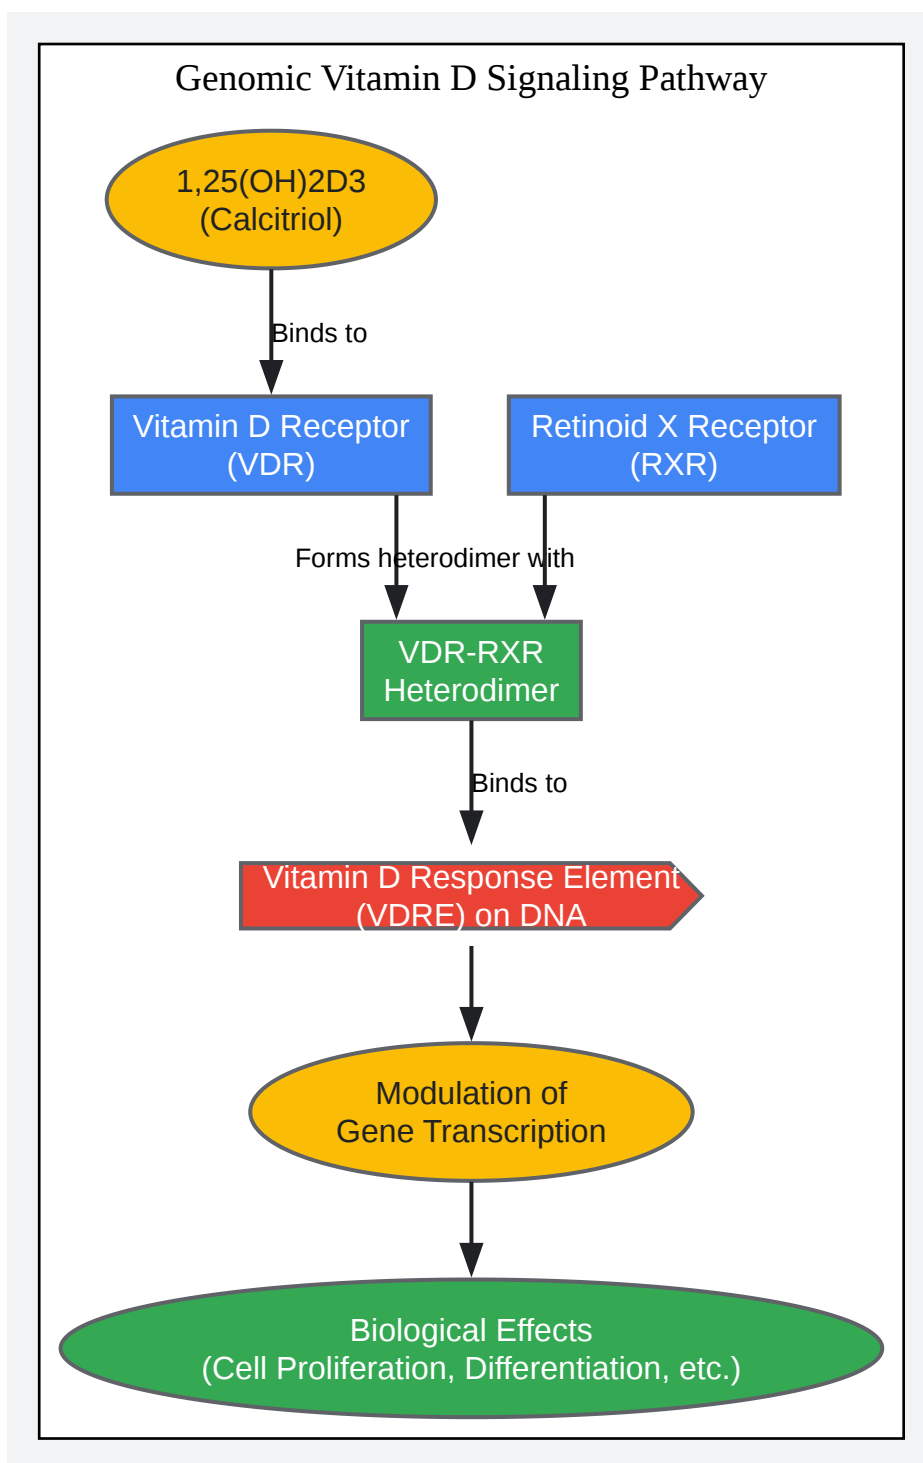 Genomic Vitamin D Signaling Pathway
1,25(OH)2D3
(Calcitriol)
Binds to
Vitamin D Receptor
(VDR)
Retinoid X Receptor
(RXR)
Forms heterodimer with
VDR-RXR
Heterodimer
Binds to
Vitamin D Response Element
(VDRE) on DNA
Modulation of
Gene Transcription
Biological Effects
(Cell Proliferation, Differentiation, etc.)